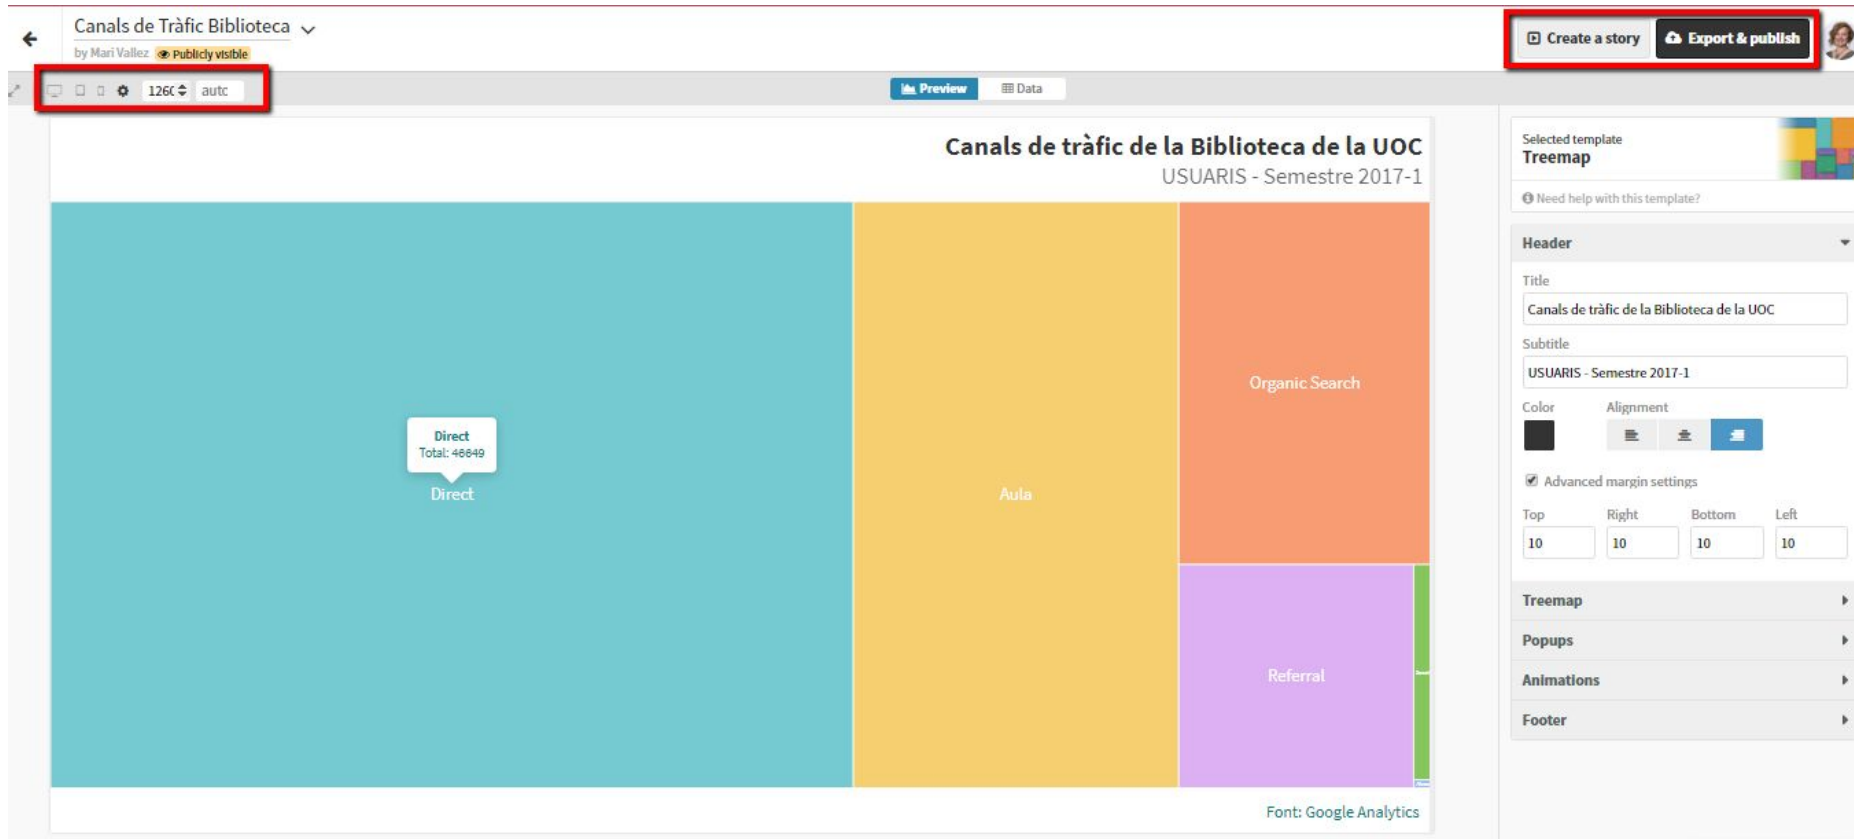 Canals de Tràfic Biblioteca
by Mari Vallez Publicly visible
Create a story
Export & publish
autc
Preview
Data
Canals de tràfic de la Biblioteca de la UOC
USUARIS - Semestre 2017-1
Direct
Total: 46649
Direct
Aula
Organic Search
Referral
Font: Google Analytics
Selected template
Treemap
Need help with this template?
Header
Title
Canals de tràfic de la Biblioteca de la UOC
Subtitle
USUARIS - Semestre 2017-1
Color Alignment
Advanced margin settings
Top Right Bottom Left
10 10 10 10
Treemap
Popups
Animations
Footer